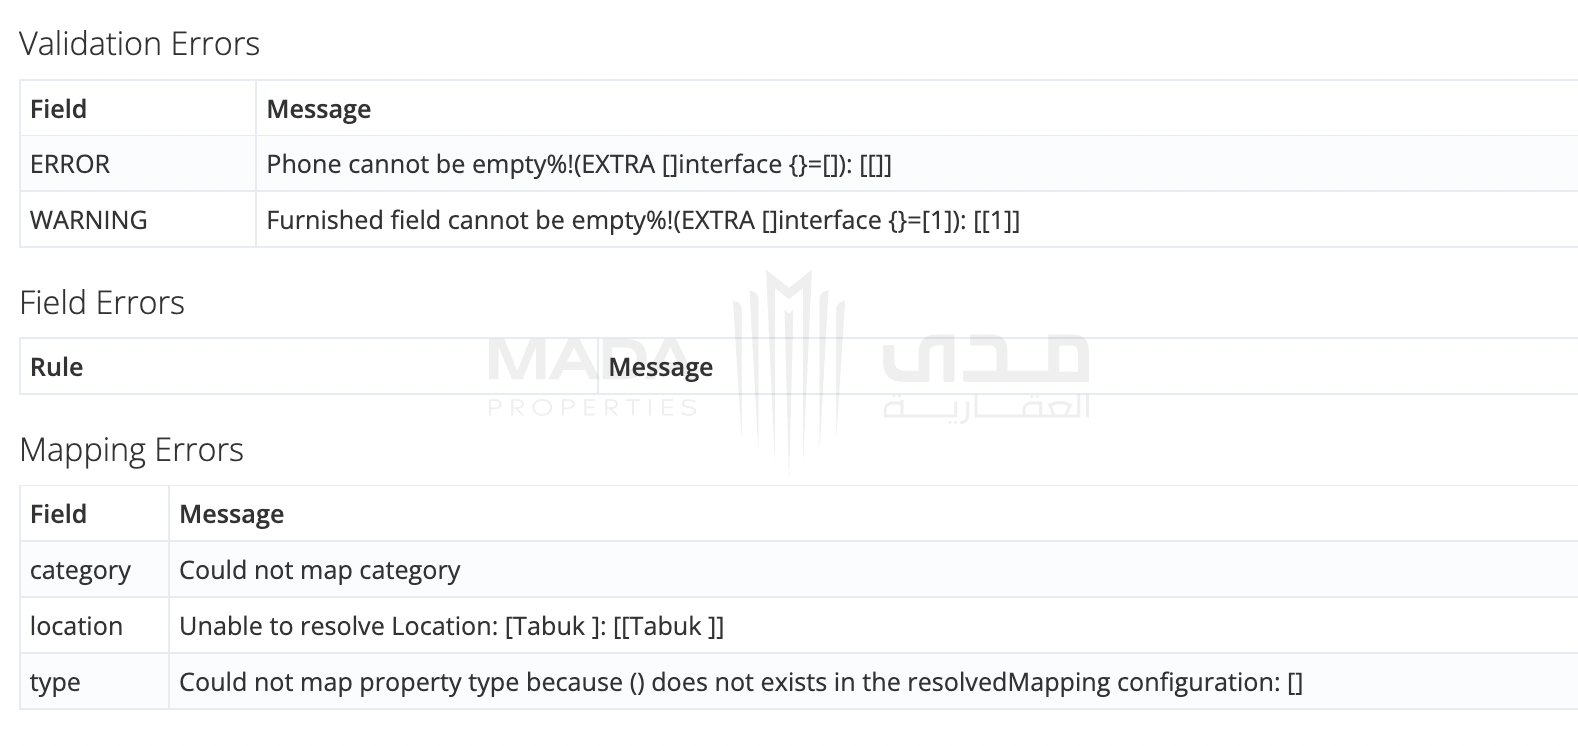 Validation Errors
Field Message
ERROR Phone cannot be empty%!(EXTRA []interface {}=[]): [[]]
WARNING Furnished field cannot be empty%!(EXTRA []interface {}=[1]): [[1]]
Field Errors
MADA مدى
Rule Message
PROPERTIES العقارية
Mapping Errors
Field Message
category Could not map category
location Unable to resolve Location: [Tabuk ]: [[Tabuk ]]
type Could not map property type because () does not exists in the resolvedMapping configuration: []